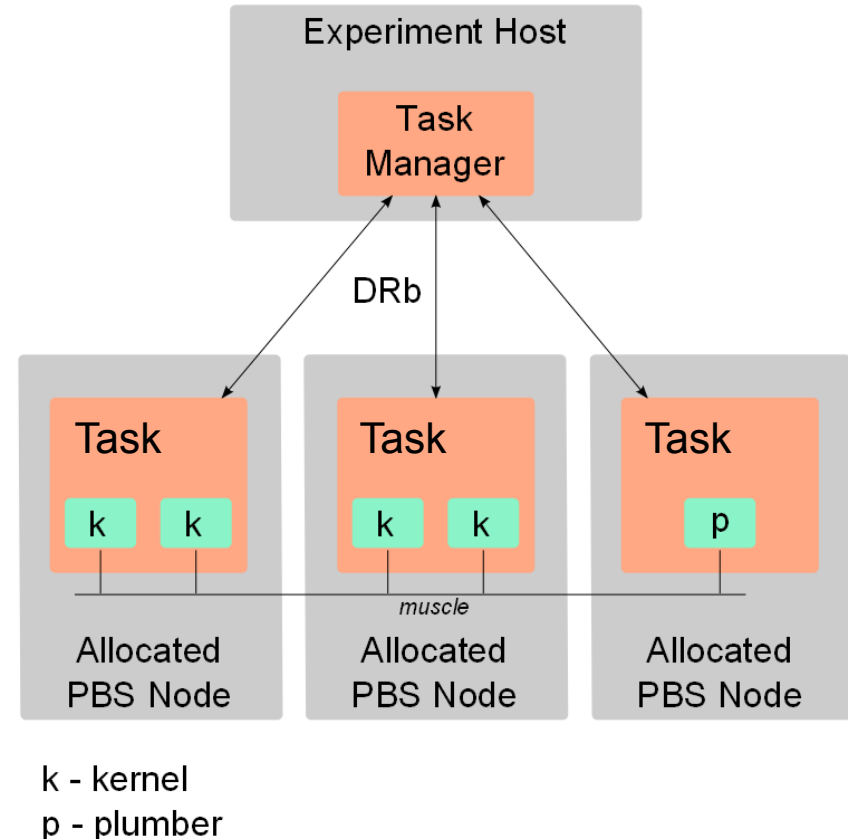 Experiment Host
Task
Manager
DRb
Task
Task
Task
k
k
k
k
p
muscle
Allocated
PBS Node
Allocated
PBS Node
Allocated
PBS Node
k - kernel
p - plumber